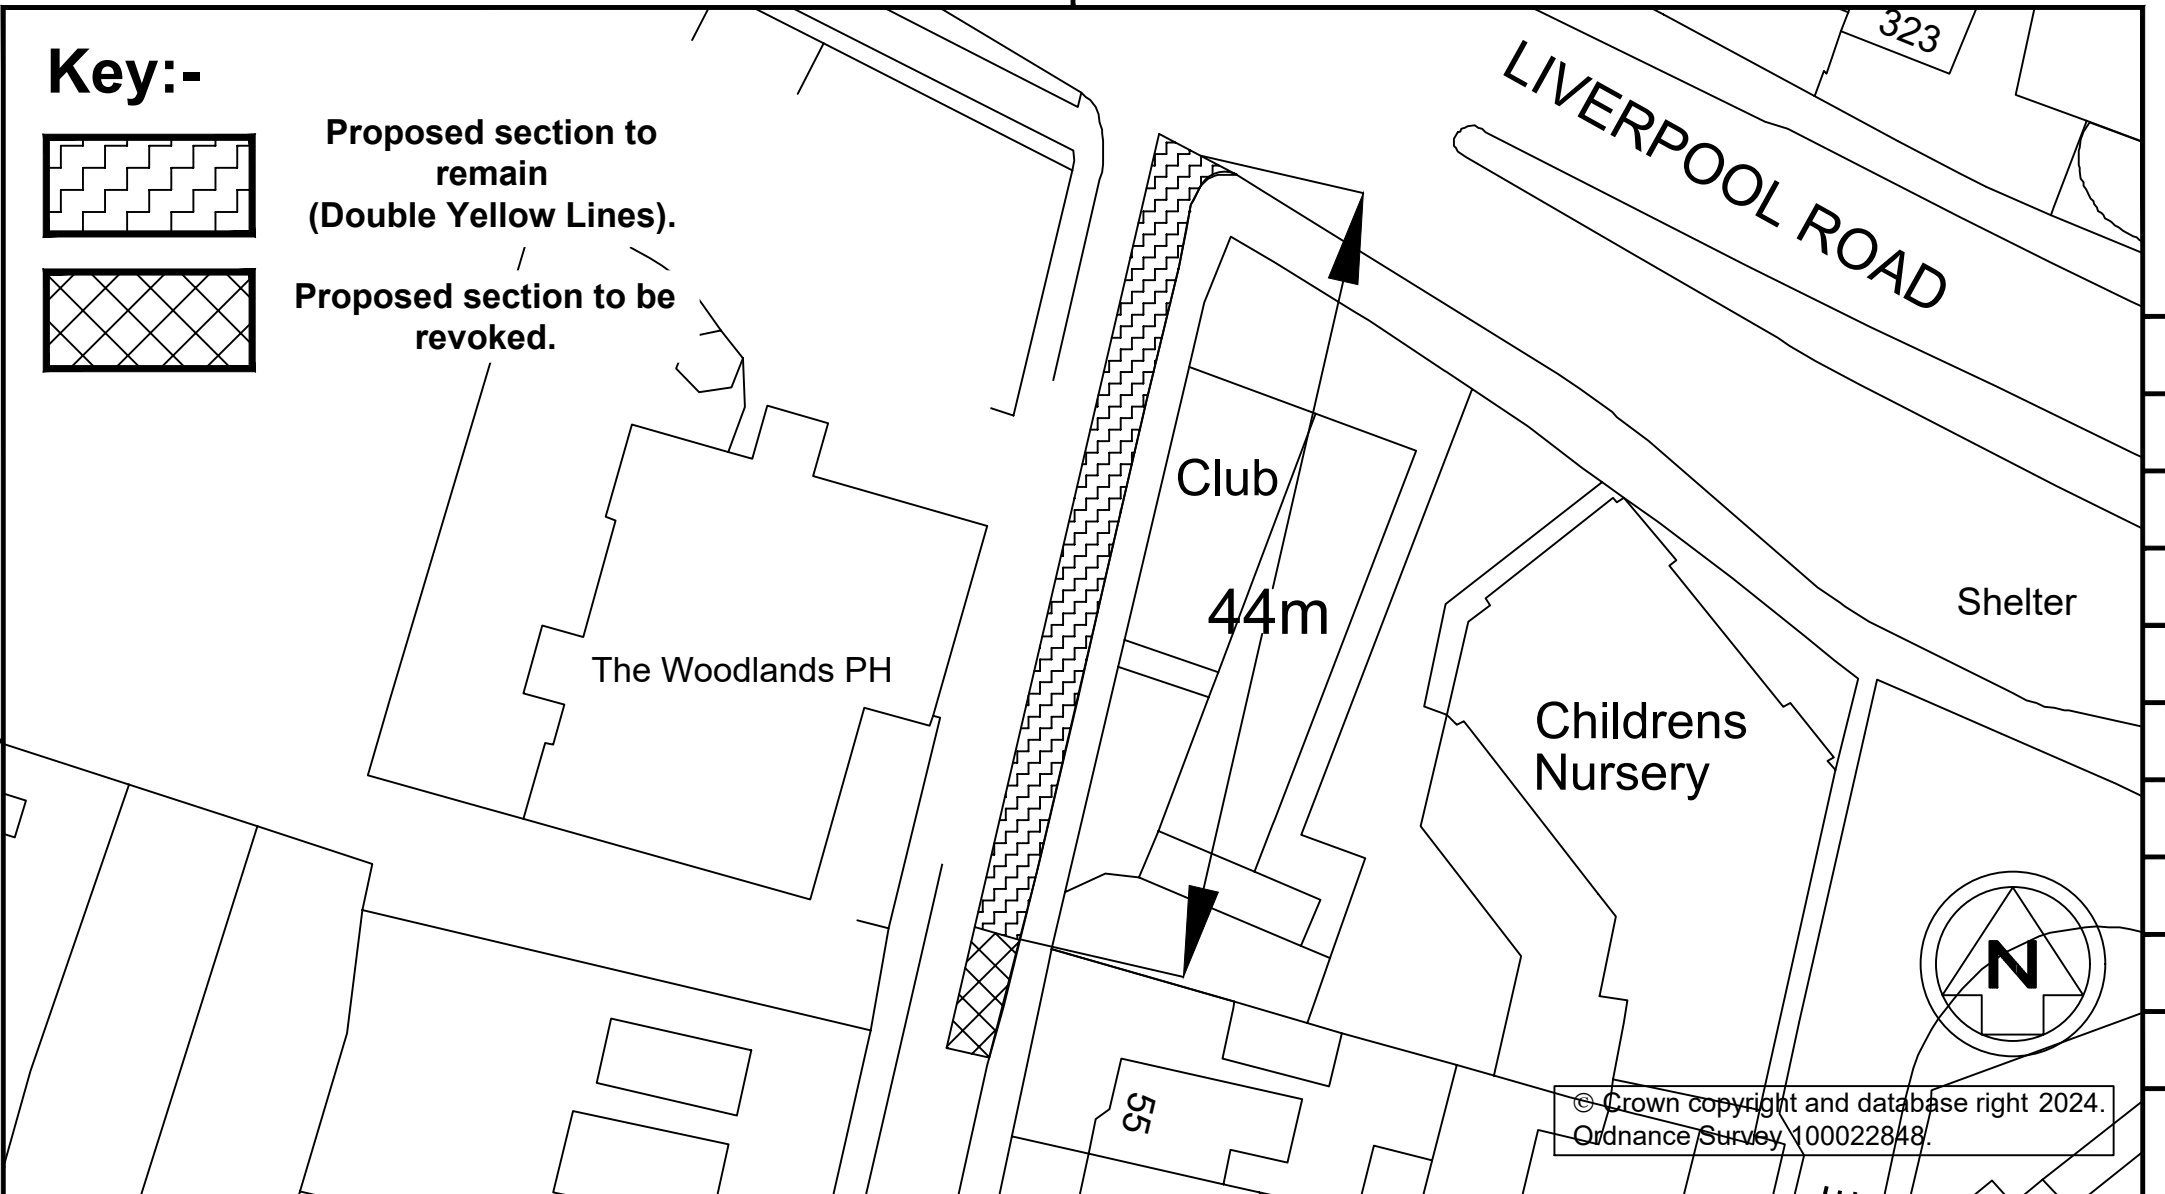 Key:-
Proposed section to
remain
(Double Yellow Lines).
Proposed section to be
revoked.
323
LIVERPOOL ROAD
Club
44m
Shelter
The Woodlands PH
Childrens
Nursery
N
55
© Crown copyright and database right 2024.
Ordnance Survey 100022848.